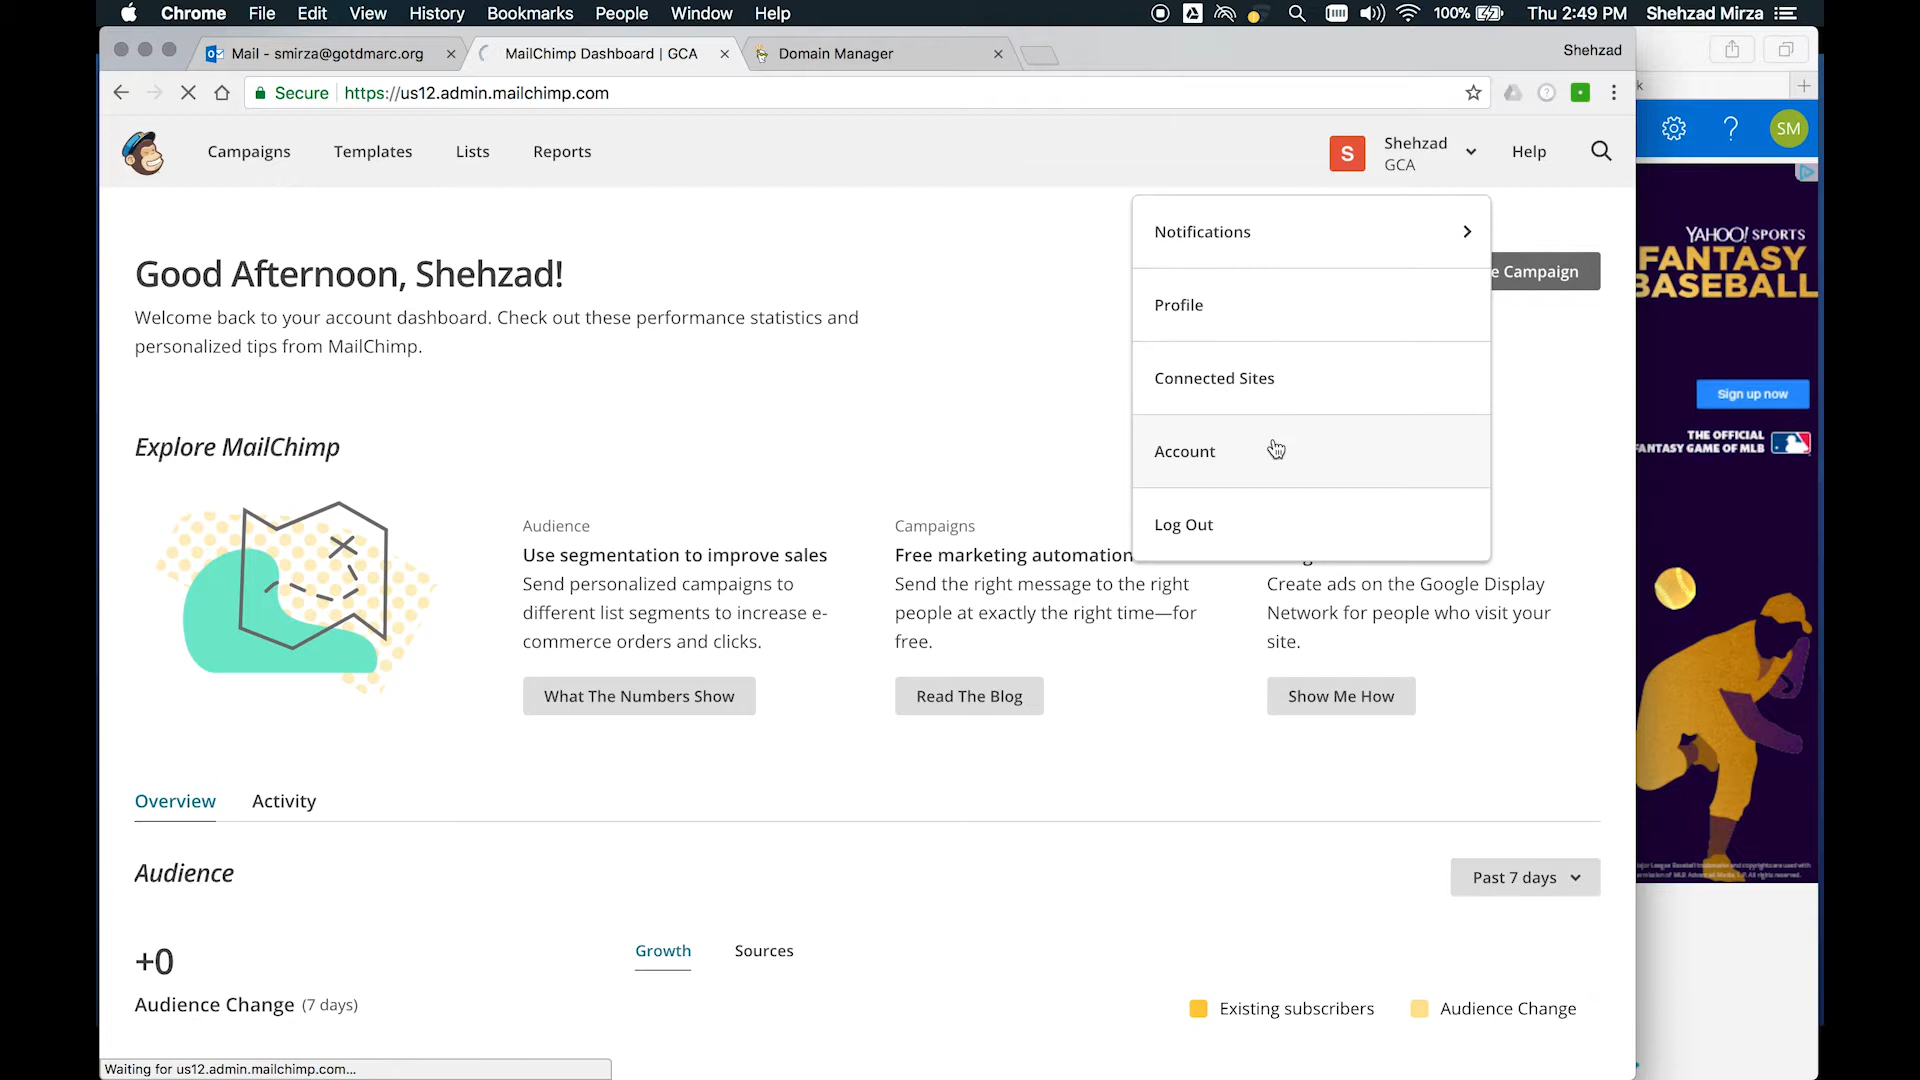 Chrome File Edit View History Bookmarks People Window Help 100% Thu 2:49 PM Shehzad Mirza
Mail - smirza@gotdmarc.org MailChimp Dashboard | GCA Domain Manager Shehzad
Secure https://us12.admin.mailchimp.com
Campaigns Templates Lists Reports S Shehzad GCA Help
SM
Notifications
Profile
Connected Sites
Account
Log Out
e Campaign
Good Afternoon, Shehzad!
Welcome back to your account dashboard. Check out these performance statistics and
personalized tips from MailChimp.
Explore MailChimp
Audience
Use segmentation to improve sales
Send personalized campaigns to
different list segments to increase e-
commerce orders and clicks.
What The Numbers Show
Campaigns
Free marketing automation
Send the right message to the right
people at exactly the right time—for
free.
Read The Blog
Create ads on the Google Display
Network for people who visit your
site.
Show Me How
Overview Activity
Audience
Past 7 days
+0
Audience Change (7 days)
Growth Sources
Existing subscribers Audience Change
Waiting for us12.admin.mailchimp.com...
YAHOO! SPORTS
FANTASY
BASEBALL
Sign up now
THE OFFICIAL
FANTASY GAME OF MLB